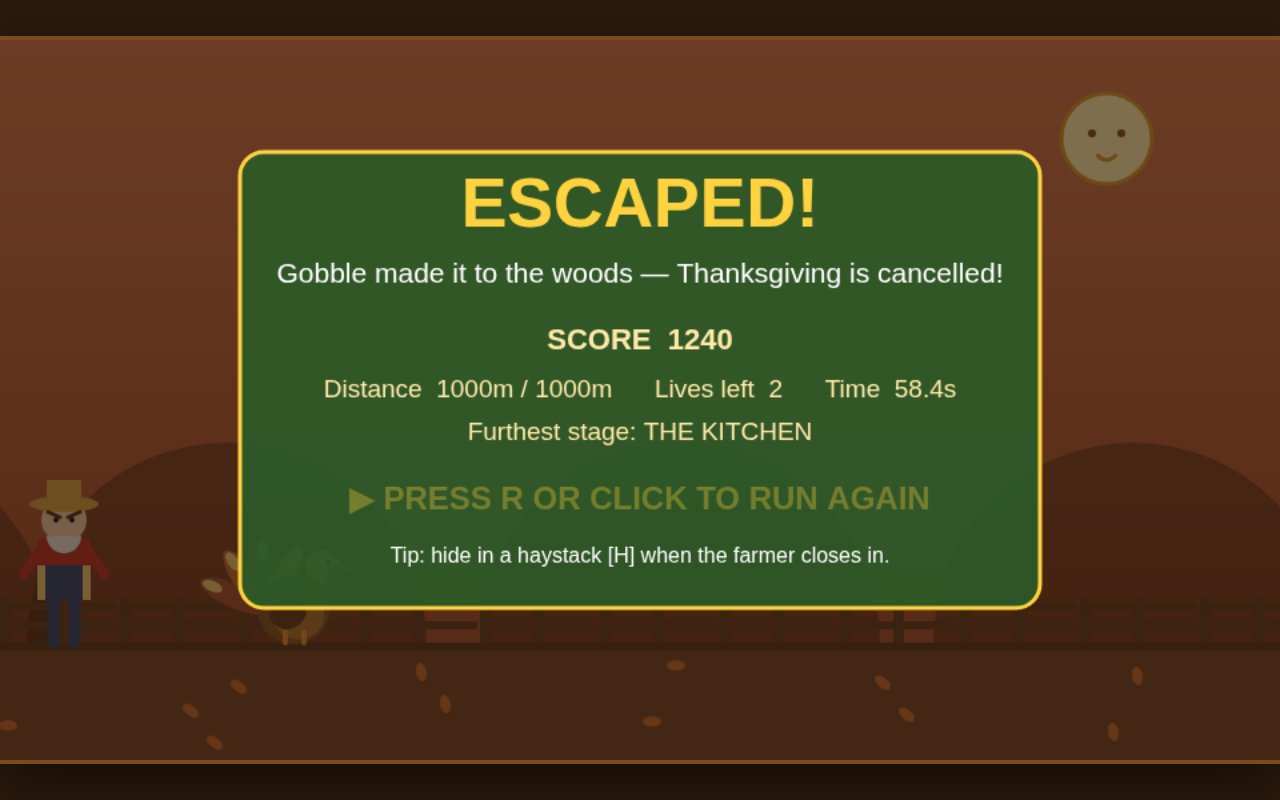 ESCAPED!
Gobble made it to the woods — Thanksgiving is cancelled!
SCORE 1240
Distance 1000m / 1000m Lives left 2 Time 58.4s
Furthest stage: THE KITCHEN
▶ PRESS R OR CLICK TO RUN AGAIN
Tip: hide in a haystack [H] when the farmer closes in.